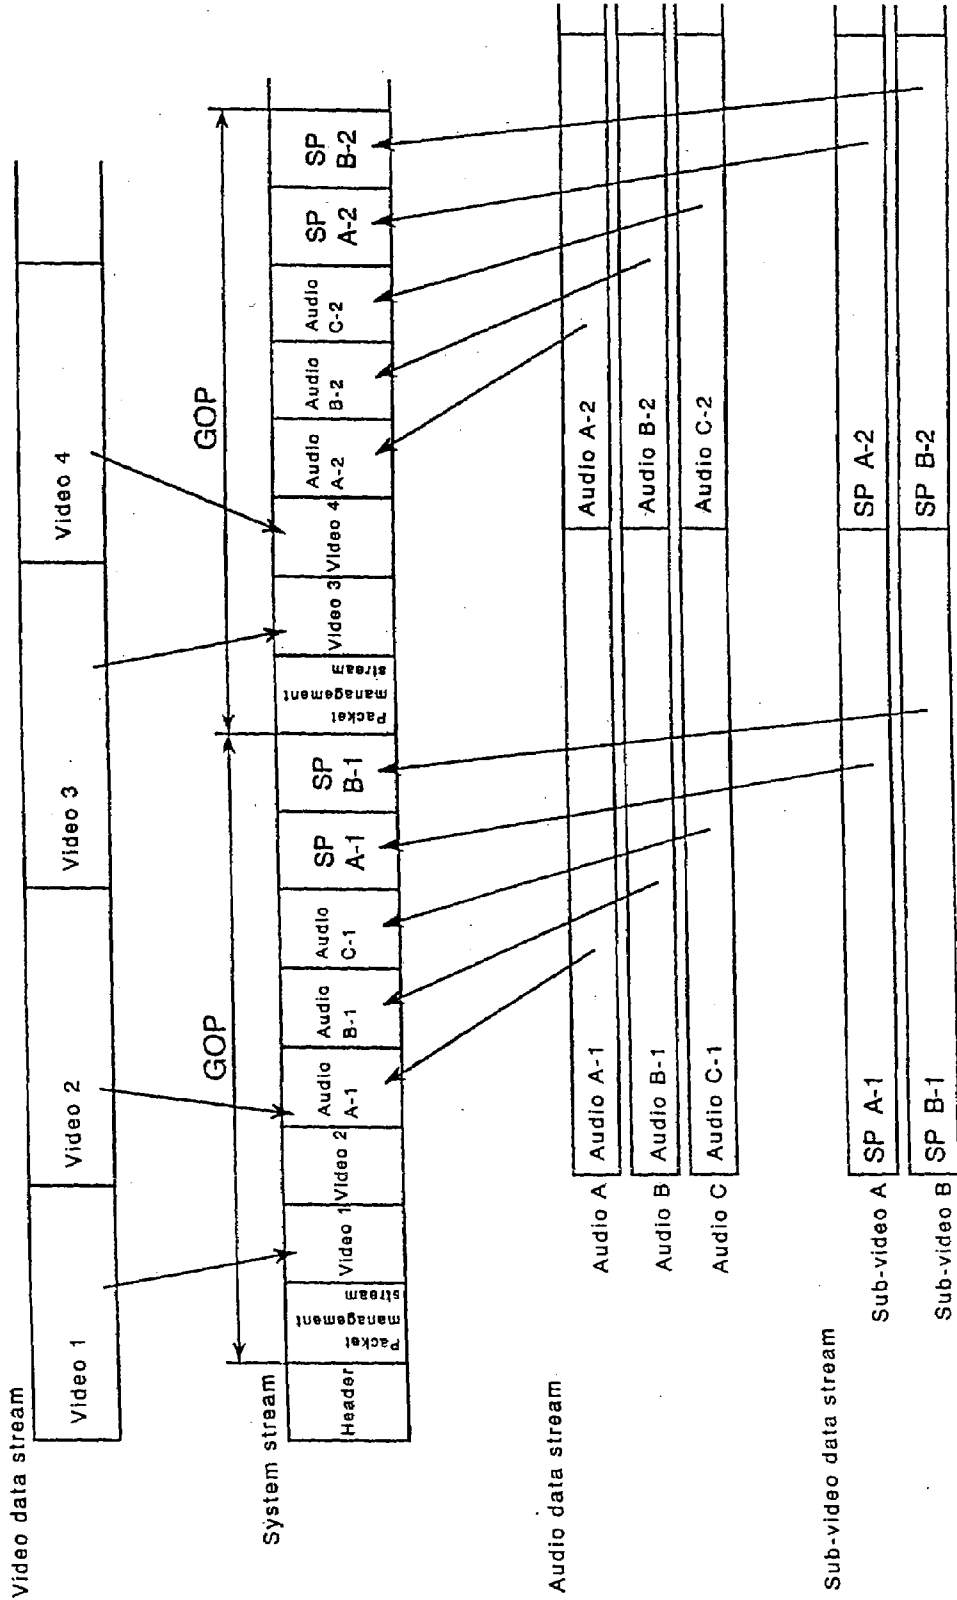 Video data stream
Video 1
Video 2
Video 3
Video 4
GOP
GOP
System stream
Header
Packet
management
stream
Video 1
Video 2
Audio
A-1
Audio
B-1
Audio
C-1
SP
A-1
SP
B-1
Packet
management
stream
Video 3
Video 4
Audio
A-2
Audio
B-2
Audio
C-2
SP
A-2
SP
B-2
Audio data stream
Audio A
Audio A-1
Audio A-2
Audio B
Audio B-1
Audio B-2
Audio C
Audio C-1
Audio C-2
Sub-video data stream
Sub-video A
SP A-1
SP A-2
Sub-video B
SP B-1
SP B-2